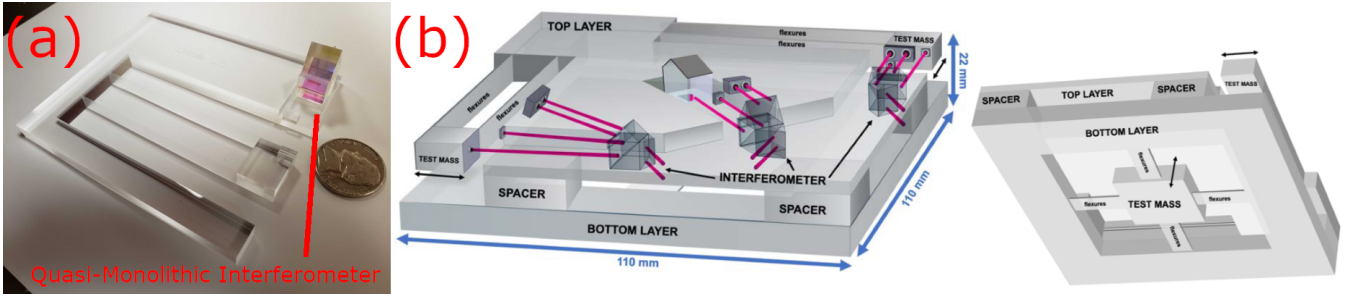 (a)
Quasi-Monolithic Interferometer
(b)
TOP LAYER
flexures
flexures
TEST MASS
22 mm
flexures
flexures
TEST MASS
INTERFEROMETER
SPACER
SPACER
BOTTOM LAYER
110 mm
110 mm
TEST MASS
SPACER
TOP LAYER
SPACER
BOTTOM LAYER
flexures
flexures
TEST MASS
flexures
flexures